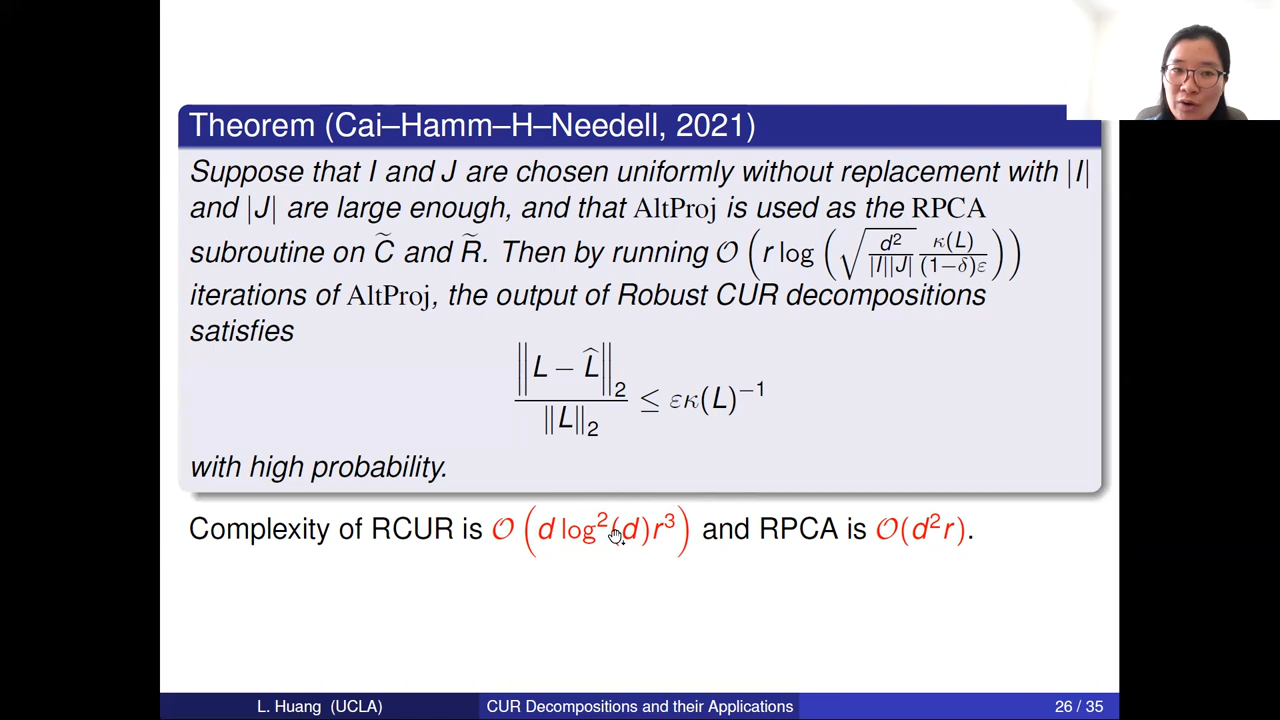 Theorem (Cai–Hamm–H–Needell, 2021)
Suppose that I and J are chosen uniformly without replacement with |I|
and |J| are large enough, and that AltProj is used as the RPCA
subroutine on C̃ and R̃. Then by running O(r log(√(d²/|I||J|) κ(L)/((1−δ)ε)))
iterations of AltProj, the output of Robust CUR decompositions
satisfies
‖L − L̂‖₂ / ‖L‖₂ ≤ εκ(L)⁻¹
with high probability.
Complexity of RCUR is O(d log²(d)r³) and RPCA is O(d²r).
L. Huang (UCLA) CUR Decompositions and their Applications 26 / 35